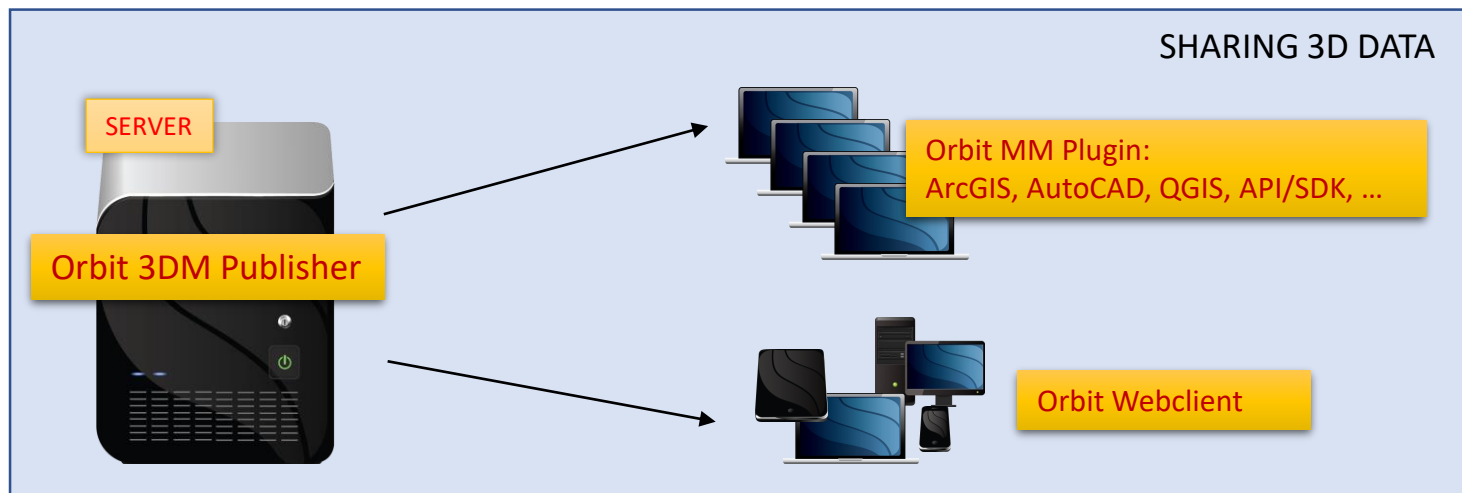 SHARING 3D DATA
SERVER
Orbit 3DM Publisher
Orbit MM Plugin:
ArcGIS, AutoCAD, QGIS, API/SDK, …
Orbit Webclient